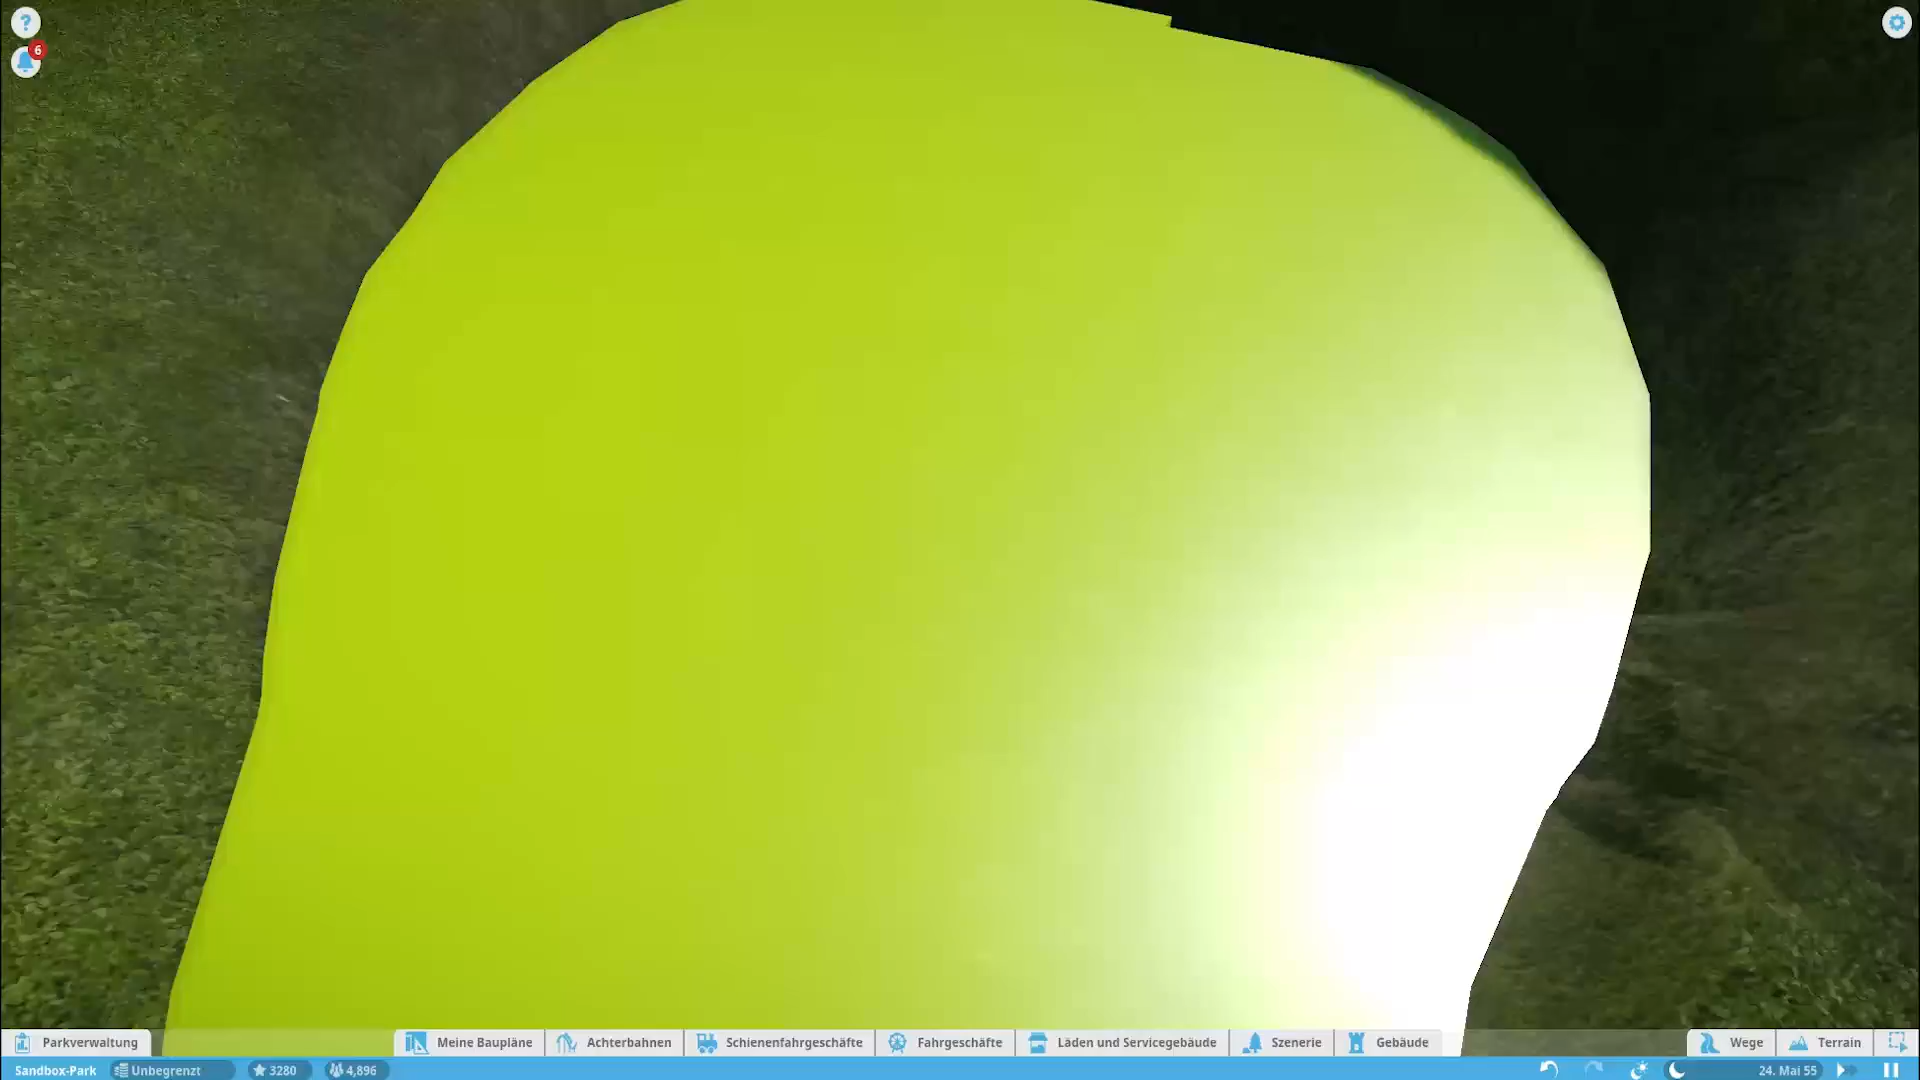 ?
6
Parkverwaltung
Meine Baupläne
Achterbahnen
Schienenfahrgeschäfte
Fahrgeschäfte
Läden und Servicegebäude
Szenerie
Gebäude
Wege
Terrain
Sandbox-Park
Unbegrenzt
3280
4,896
24. Mai 55